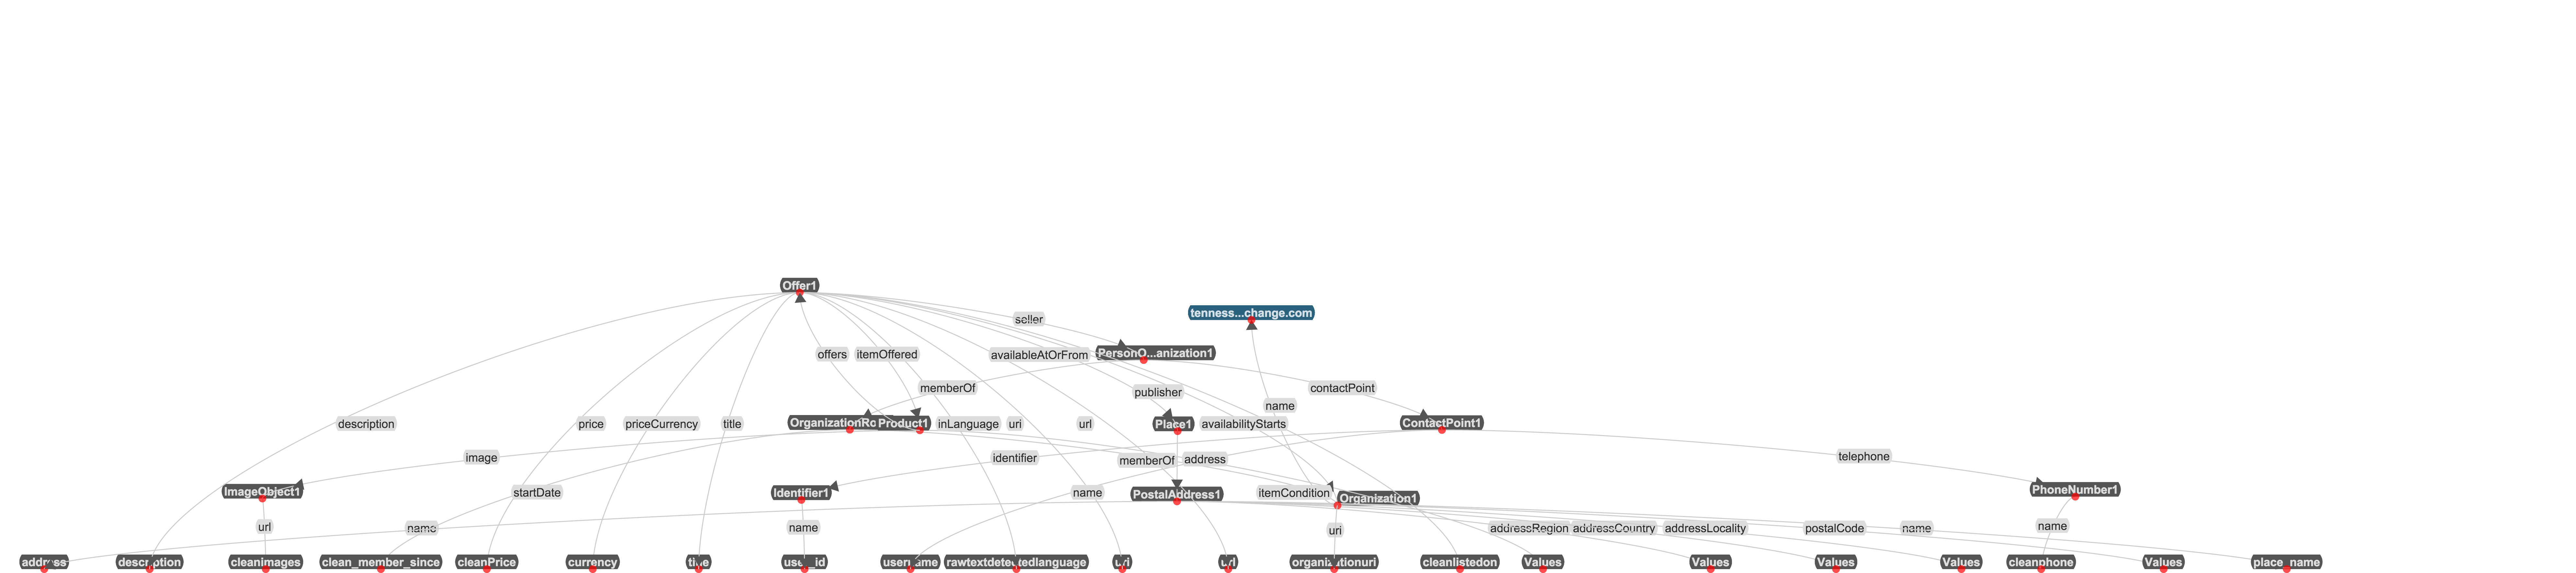 Offer1
tenness...change.com
seller
PersonO...anization1
offers
itemOffered
availableAtOrFrom
memberOf
publisher
contactPoint
name
description
price
priceCurrency
title
OrganizationRo
Product1
inLanguage
uri
url
Place1
availabilityStarts
ContactPoint1
image
identifier
memberOf
address
telephone
ImageObject1
startDate
Identifier1
name
PostalAddress1
itemCondition
Organization1
PhoneNumber1
url
name
name
uri
addressRegion
addressCountry
addressLocality
postalCode
name
name
address
description
cleanimages
clean_member_since
cleanPrice
currency
title
user_id
username
rawtextdetectedlanguage
uri
url
organizationuri
cleanlistedon
Values
Values
Values
Values
cleanphone
Values
place_name